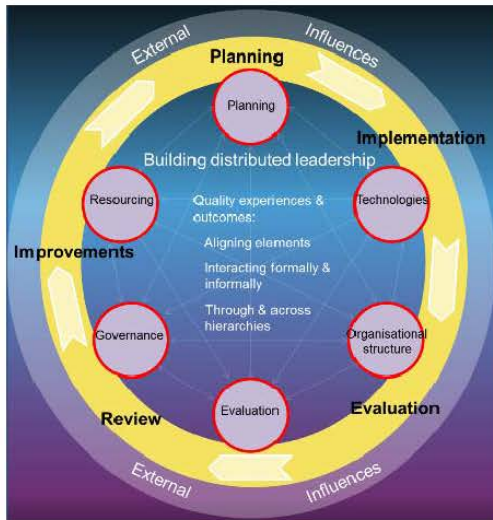 External
Influences
Planning
Planning
Implementation
Building distributed leadership
Resourcing
Quality experiences &
outcomes:
Technologies
Aligning elements
Improvements
Interacting formally &
informally
Through & across
hierarchies
Governance
Organisational
structure
Evaluation
Evaluation
Review
External
Influences